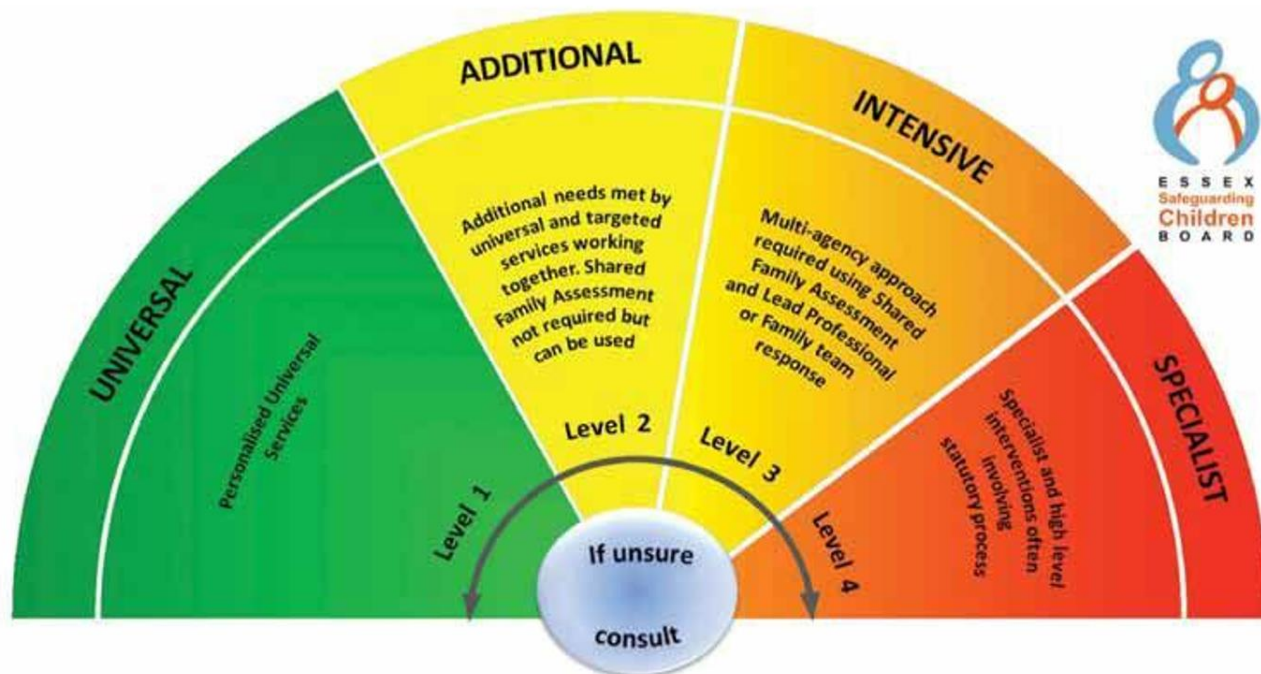 UNIVERSAL
Personalised Universal
Services
Level 1
ADDITIONAL
Additional needs met by
universal and targeted
services working
together. Shared
Family Assessment
not required but
can be used
Level 2
INTENSIVE
Multi-agency approach
required using Shared
Family Assessment
and Lead Professional
or Family team
response
Level 3
SPECIALIST
Specialist and high level
interventions often
involving
statutory process
Level 4
If unsure
consult
ESSEX
Safeguarding
Children
BOARD